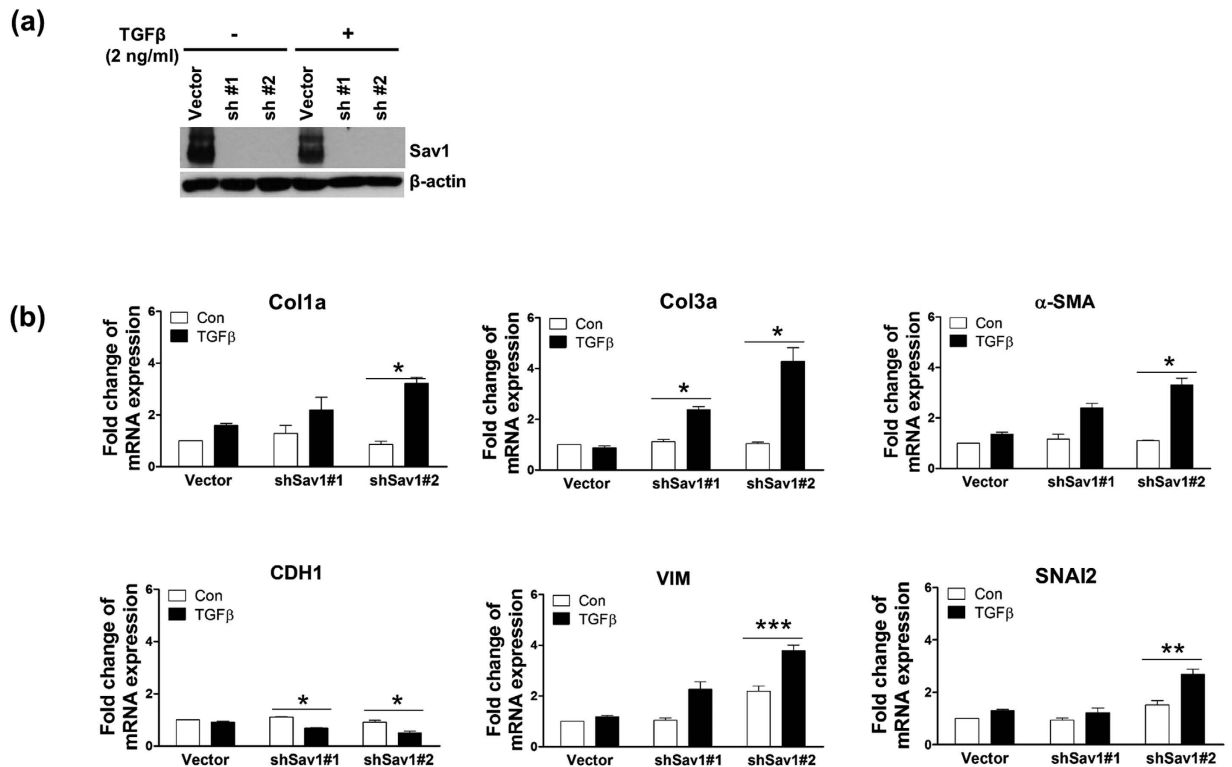 (a)
TGFβ
(2 ng/ml)
-
+
Vector
sh #1
sh #2
Vector
sh #1
sh #2
Sav1
β-actin
(b)
Col1a
Fold change of
mRNA expression
6
4
2
0
Con
TGFβ
*
Vector
shSav1#1
shSav1#2
Col3a
Fold change of
mRNA expression
6
4
2
0
Con
TGFβ
*
*
Vector
shSav1#1
shSav1#2
α-SMA
Fold change of
mRNA expression
6
4
2
0
Con
TGFβ
*
Vector
shSav1#1
shSav1#2
CDH1
Fold change of
mRNA expression
6
4
2
0
Con
TGFβ
*
*
Vector
shSav1#1
shSav1#2
VIM
Fold change of
mRNA expression
6
4
2
0
Con
TGFβ
***
Vector
shSav1#1
shSav1#2
SNAI2
Fold change of
mRNA expression
6
4
2
0
Con
TGFβ
**
Vector
shSav1#1
shSav1#2